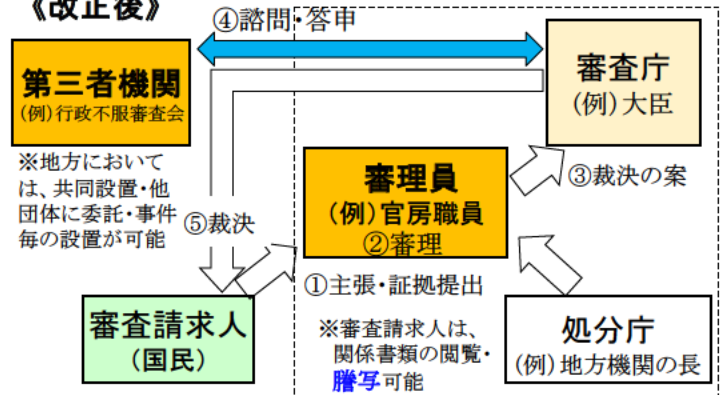 《改正後》
④諮問・答申
第三者機関
(例)行政不服審査会
審査庁
(例)大臣
※地方において
は、共同設置・他
団体に委託・事件
毎の設置が可能
審理員
(例)官房職員
②審理
③裁決の案
⑤裁決
①主張・証拠提出
審査請求人
(国民)
※審査請求人は、
関係書類の閲覧・
謄写可能
処分庁
(例)地方機関の長